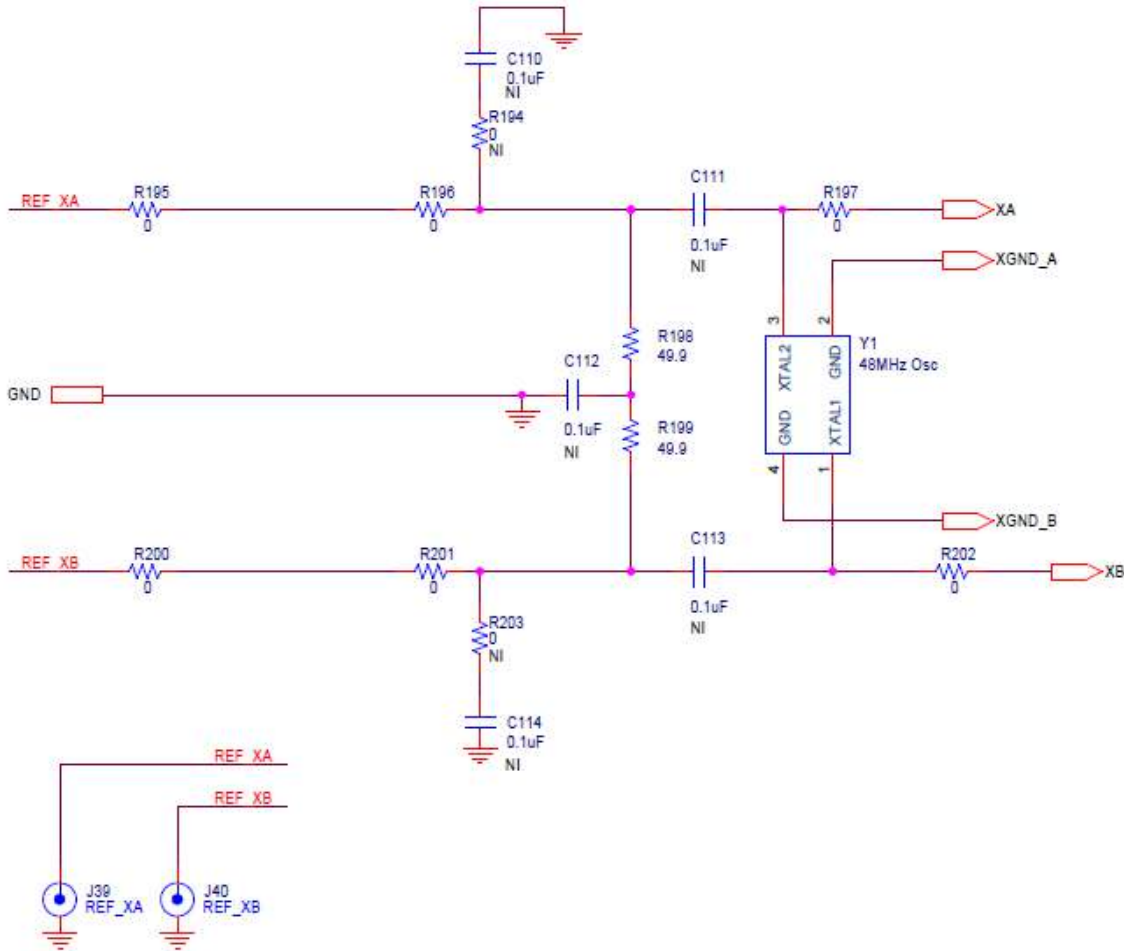 C110
0.1uF
NI
R194
0
NI
REF_XA
R195
0
R196
0
C111
0.1uF
NI
R197
0
XA
XGND_A
3
2
XTAL2
GND
Y1
48MHz Osc
GND
XTAL1
4
1
R198
49.9
GND
C112
0.1uF
NI
R199
49.9
XGND_B
REF_XB
R200
0
R201
0
C113
0.1uF
NI
R202
0
XB
R203
0
NI
C114
0.1uF
NI
REF_XA
REF_XB
J39
REF_XA
J40
REF_XB